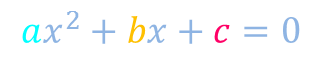 ax² + bx + c = 0